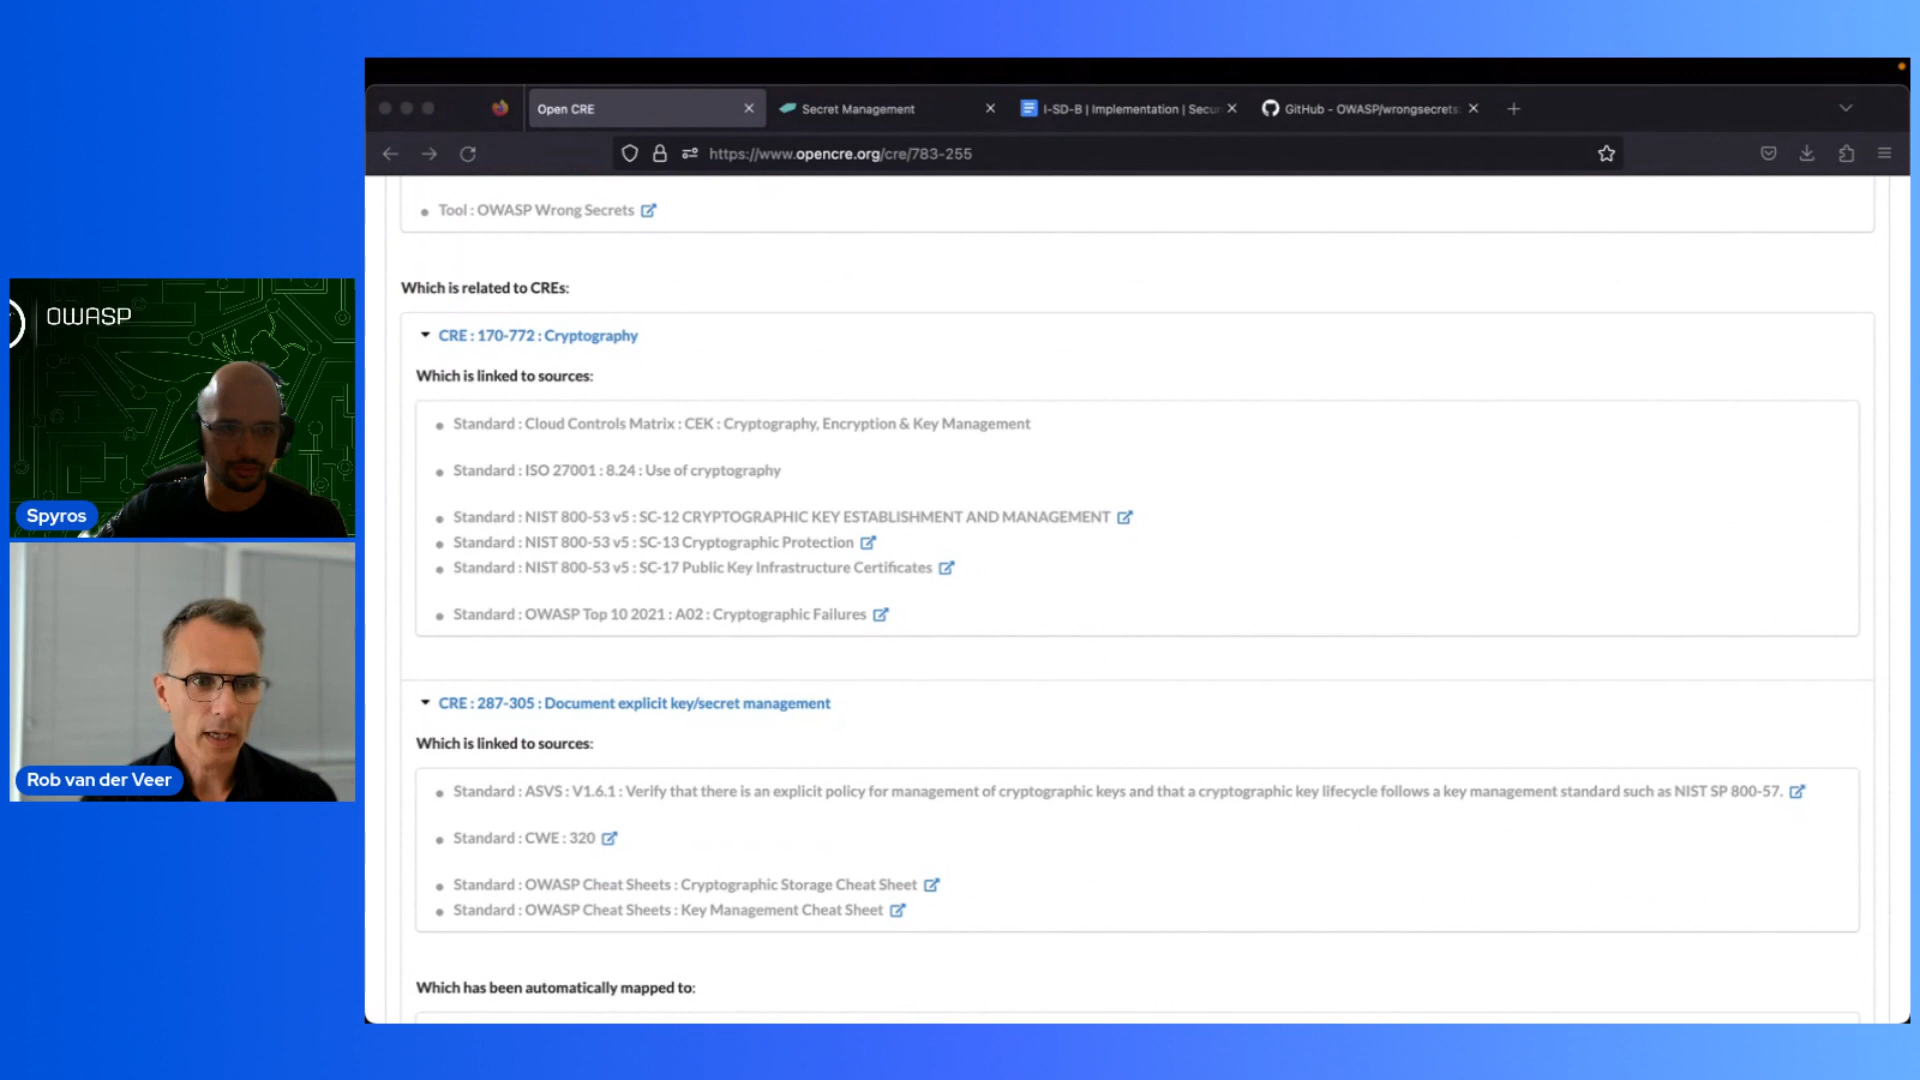 Open CRE
Secret Management
I-SD-B | Implementation | Secur
GitHub - OWASP/wrongsecrets:
https://www.opencre.org/cre/783-255
Tool : OWASP Wrong Secrets
Which is related to CREs:
CRE : 170-772 : Cryptography
Which is linked to sources:
Standard : Cloud Controls Matrix : CEK : Cryptography, Encryption & Key Management
Standard : ISO 27001 : 8.24 : Use of cryptography
Standard : NIST 800-53 v5 : SC-12 CRYPTOGRAPHIC KEY ESTABLISHMENT AND MANAGEMENT
Standard : NIST 800-53 v5 : SC-13 Cryptographic Protection
Standard : NIST 800-53 v5 : SC-17 Public Key Infrastructure Certificates
Standard : OWASP Top 10 2021 : A02 : Cryptographic Failures
CRE : 287-305 : Document explicit key/secret management
Which is linked to sources:
Standard : ASVS : V1.6.1 : Verify that there is an explicit policy for management of cryptographic keys and that a cryptographic key lifecycle follows a key management standard such as NIST SP 800-57.
Standard : CWE : 320
Standard : OWASP Cheat Sheets : Cryptographic Storage Cheat Sheet
Standard : OWASP Cheat Sheets : Key Management Cheat Sheet
Which has been automatically mapped to:
OWASP
Spyros
Rob van der Veer